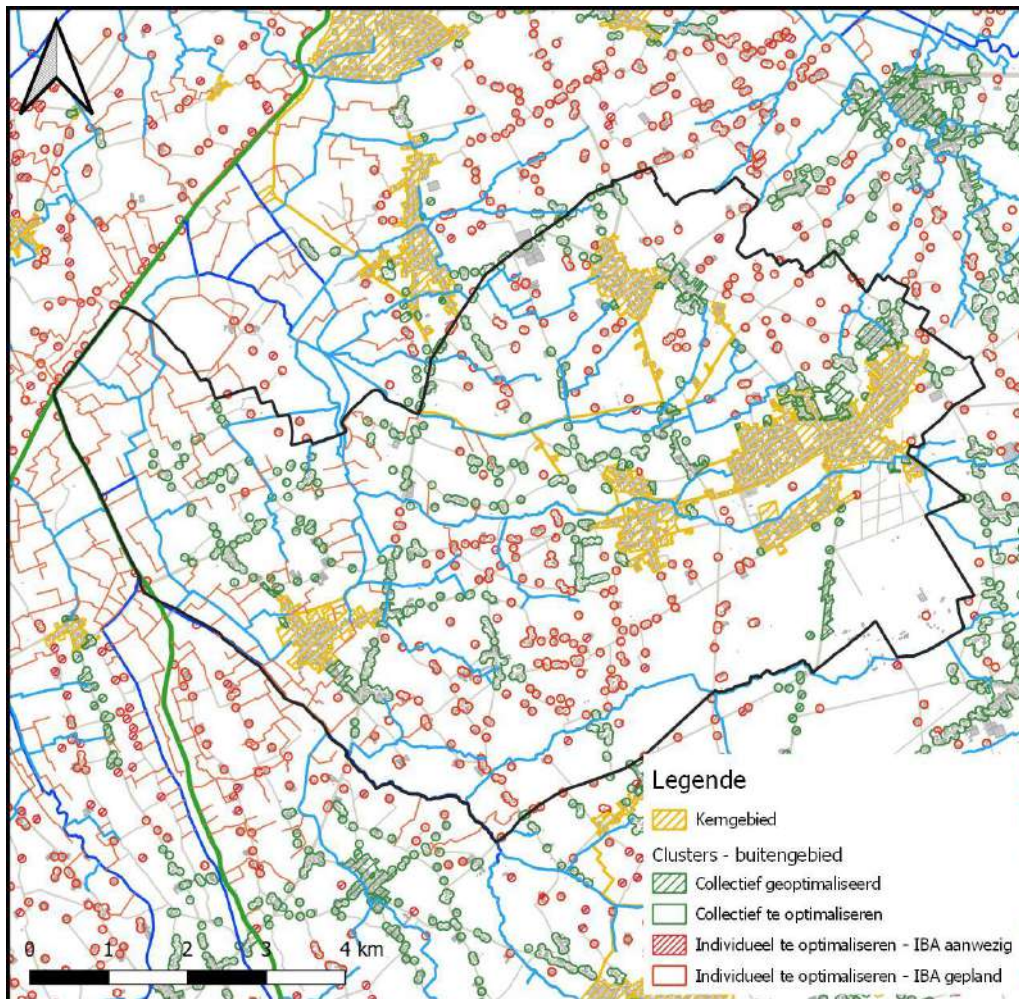 Legende
Kerngebied
Clusters - buitengebied
Collectief geoptimaliseerd
Collectief te optimaliseren
Individueel te optimaliseren - IBA aanwezig
Individueel te optimaliseren - IBA gepland
0 1 2 3 4 km